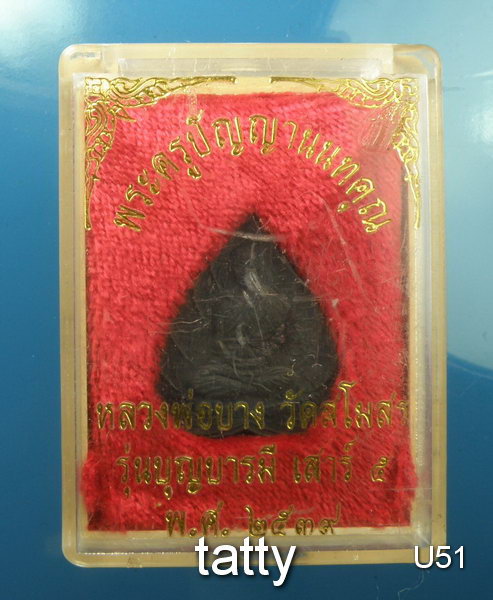 พระครูปัญญานนทคุณ
หลวงพ่อบาง วัดสโมสร
รุ่นบุญบารมี เสาร์ ๕
พ.ศ. ๒๕๓๙
tatty
U51